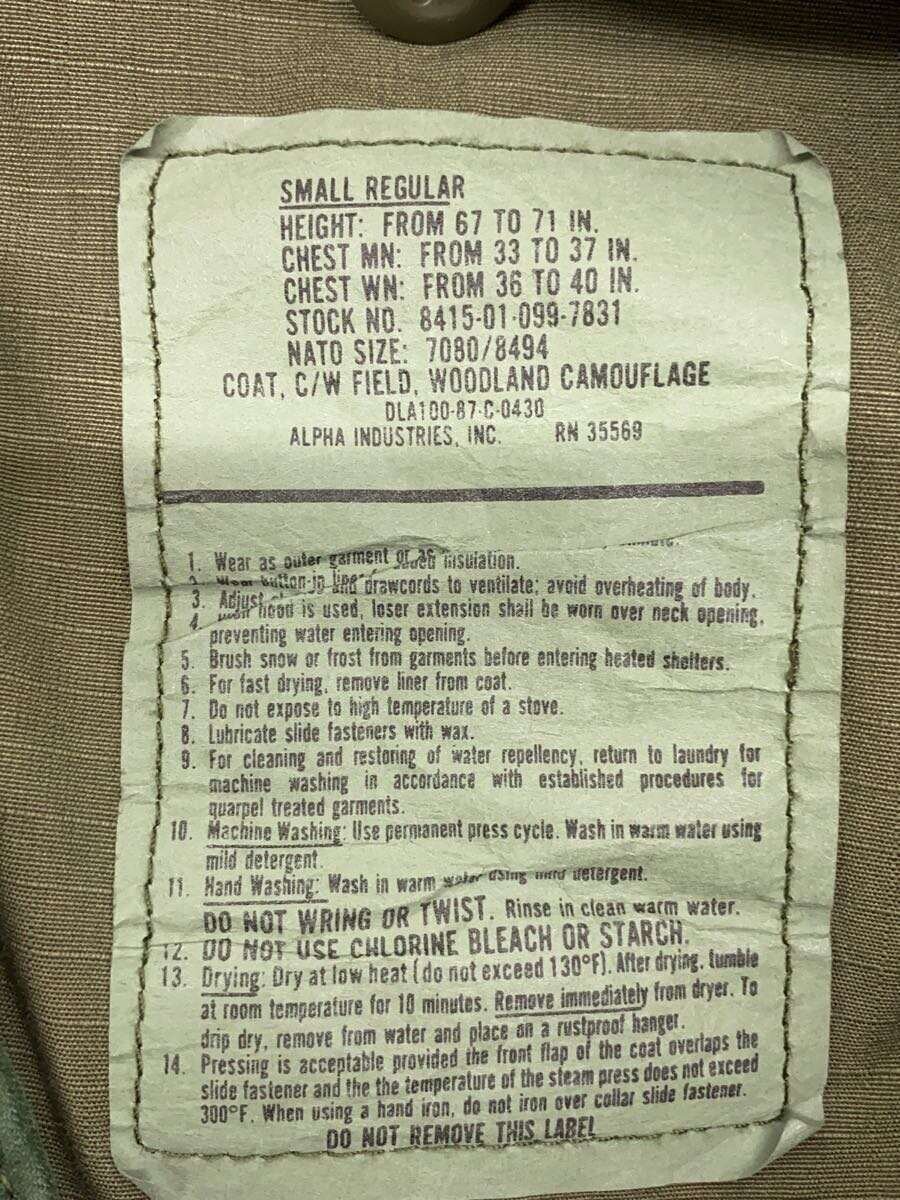 SMALL REGULAR
HEIGHT: FROM 67 TO 71 IN.
CHEST MN: FROM 33 TO 37 IN.
CHEST WN: FROM 36 TO 40 IN.
STOCK NO. 8415-01-099-7831
NATO SIZE: 7080/8494
COAT, C/W FIELD, WOODLAND CAMOUFLAGE
DLA100-87-C-0430
ALPHA INDUSTRIES, INC. RN 35569
1. Wear as outer garment or as insulation.
button-in drawcords to ventilate; avoid overheating of body.
3. Adjust
4. hood is used, loser extension shall be worn over neck opening,
preventing water entering opening.
5. Brush snow or frost from garments before entering heated shelters.
6. For fast drying, remove liner from coat.
7. Do not expose to high temperature of a stove.
8. Lubricate slide fasteners with wax.
9. For cleaning and restoring of water repellency, return to laundry for
machine washing in accordance with established procedures for
quarpel treated garments.
10. Machine Washing: Use permanent press cycle. Wash in warm water using
mild detergent.
11. Hand Washing: Wash in warm water using mild detergent.
DO NOT WRING OR TWIST. Rinse in clean warm water.
12. DO NOT USE CHLORINE BLEACH OR STARCH.
13. Drying: Dry at low heat (do not exceed 130°F). After drying, tumble
at room temperature for 10 minutes. Remove immediately from dryer. To
drip dry, remove from water and place on a rustproof hanger.
14. Pressing is acceptable provided the front flap of the coat overlaps the
slide fastener and the the temperature of the steam press does not exceed
300°F. When using a hand iron, do not iron over collar slide fastener.
DO NOT REMOVE THIS LABEL